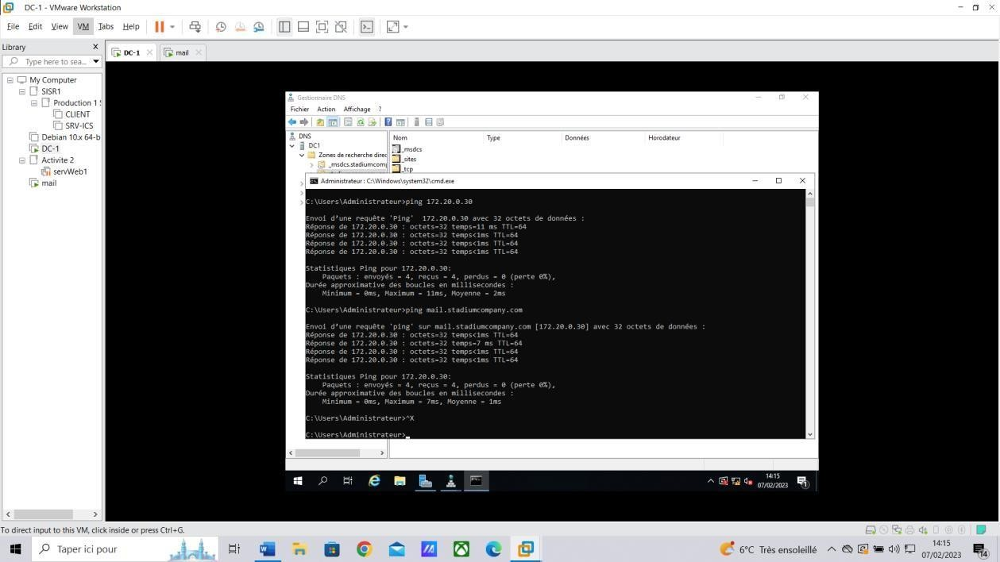 DC-1 - VMware Workstation
File Edit View VM Tabs Help
Library X
Type here to sea...
DC-1 mail
My Computer
SISR1
Production 1
CLIENT
SRV-ICS
Debian 10.x 64-b
DC-1
Activite 2
servWeb1
mail
Gestionnaire DNS
Fichier Action Affichage ?
DNS
DC1
Zones de recherche direc
_msdcs.stadiumcomp
Nom Type Données Horodateur
_msdcs
_sites
_tcp
Administrateur : C:\Windows\system32\cmd.exe
C:\Users\Administrateur>ping 172.20.0.30
Envoi d’une requête 'Ping'  172.20.0.30 avec 32 octets de données :
Réponse de 172.20.0.30 : octets=32 temps=11 ms TTL=64
Réponse de 172.20.0.30 : octets=32 temps<1ms TTL=64
Réponse de 172.20.0.30 : octets=32 temps<1ms TTL=64
Réponse de 172.20.0.30 : octets=32 temps<1ms TTL=64
Statistiques Ping pour 172.20.0.30:
Paquets : envoyés = 4, reçus = 4, perdus = 0 (perte 0%),
Durée approximative des boucles en millisecondes :
Minimum = 0ms, Maximum = 11ms, Moyenne = 2ms
C:\Users\Administrateur>ping mail.stadiumcompany.com
Envoi d’une requête 'ping' sur mail.stadiumcompany.com [172.20.0.30] avec 32 octets de données :
Réponse de 172.20.0.30 : octets=32 temps<1ms TTL=64
Réponse de 172.20.0.30 : octets=32 temps=7 ms TTL=64
Réponse de 172.20.0.30 : octets=32 temps<1ms TTL=64
Réponse de 172.20.0.30 : octets=32 temps<1ms TTL=64
Statistiques Ping pour 172.20.0.30:
Paquets : envoyés = 4, reçus = 4, perdus = 0 (perte 0%),
Durée approximative des boucles en millisecondes :
Minimum = 0ms, Maximum = 7ms, Moyenne = 1ms
C:\Users\Administrateur>^X
C:\Users\Administrateur>
14:15
07/02/2023
1
To direct input to this VM, click inside or press Ctrl+G.
Taper ici pour
6°C Très ensoleillé
14:15
07/02/2023
14